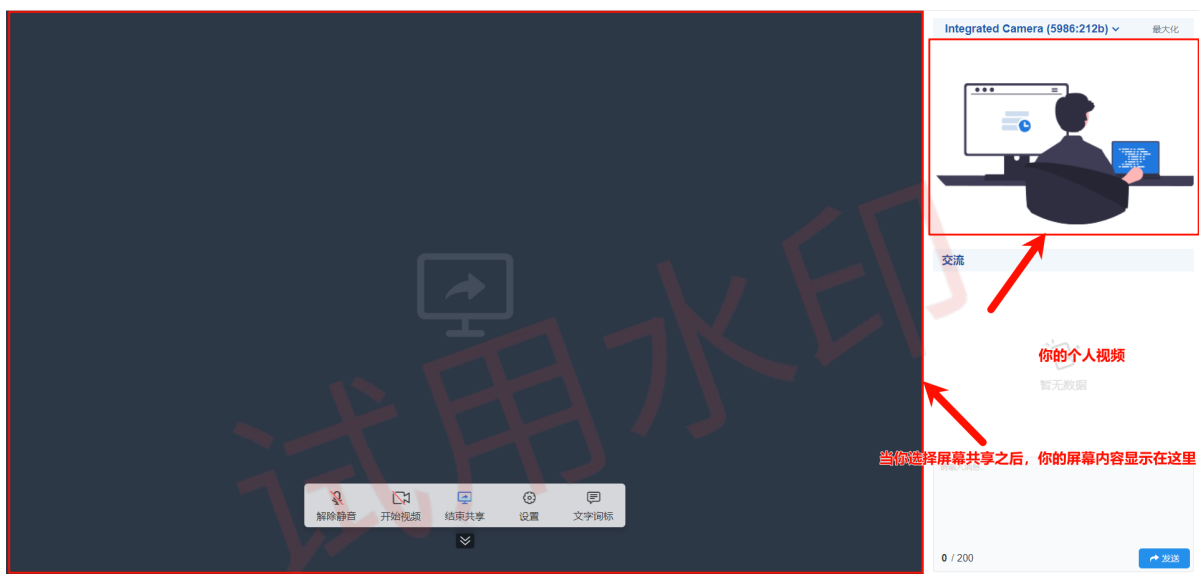 Integrated Camera (5986:212b)
最大化
交流
你的个人视频
暂无数据
当你选择屏幕共享之后，你的屏幕内容显示在这里
解除静音
开始视频
结束共享
设置
文字词标
0 / 200
发送
试用水印